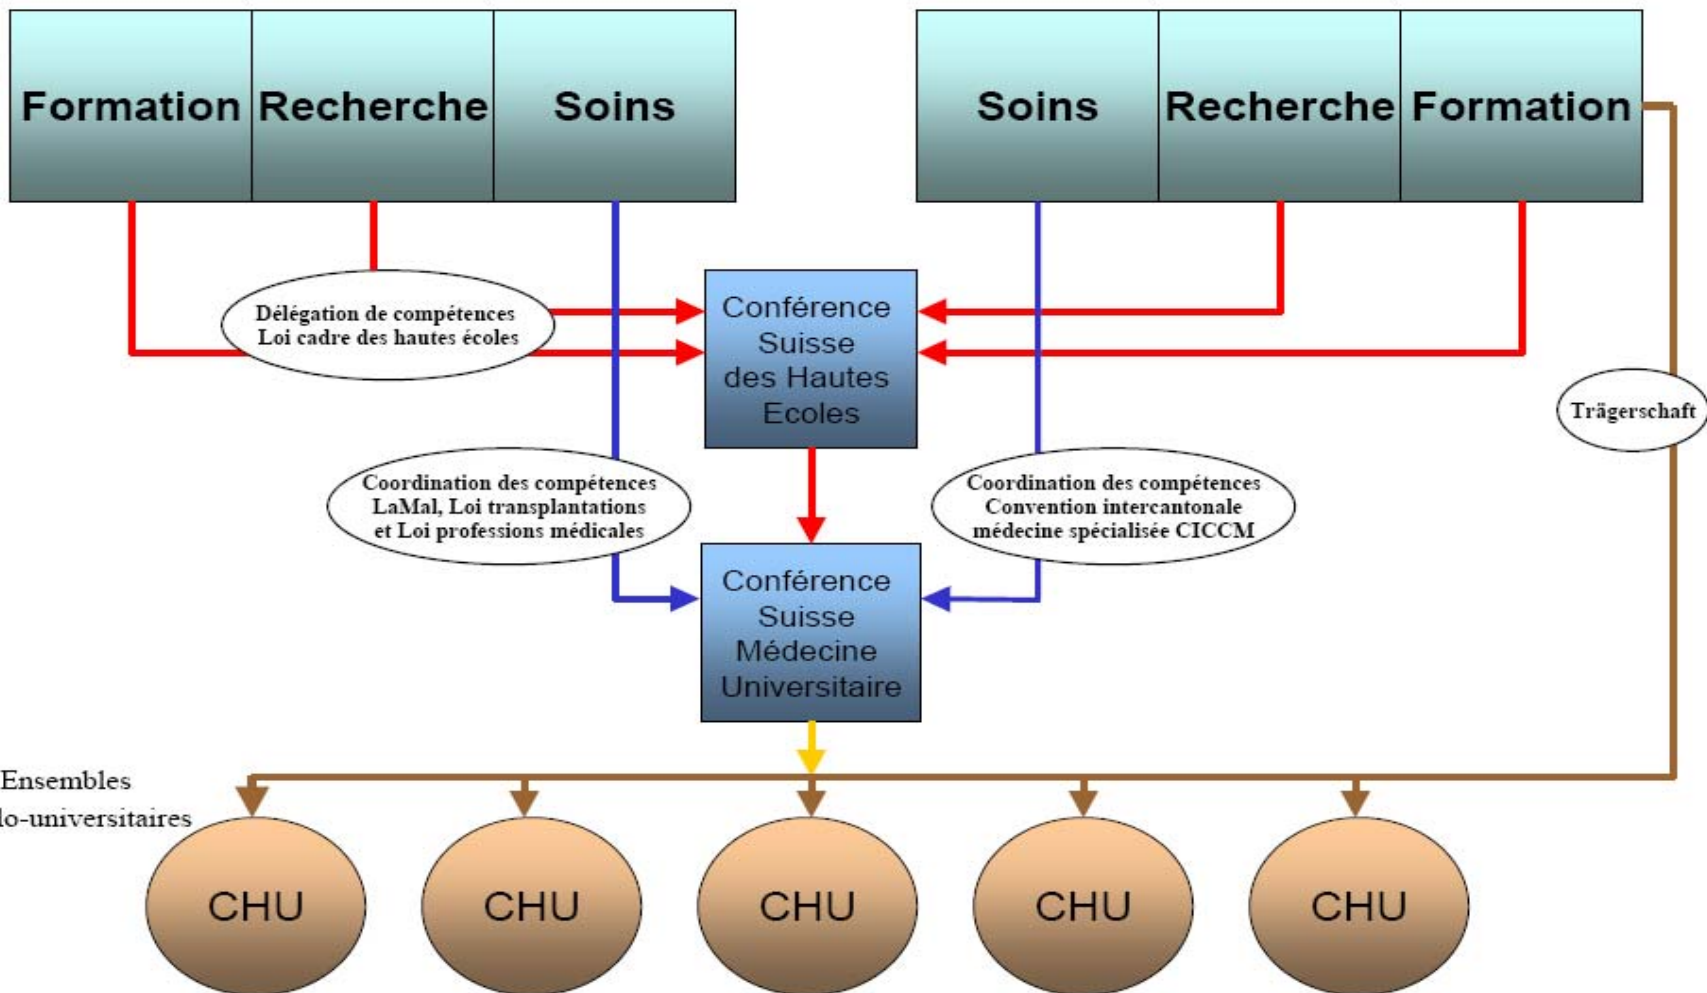 Formation Recherche Soins
Soins Recherche Formation
Délégation de compétences
Loi cadre des hautes écoles
Conférence
Suisse
des Hautes
Ecoles
Trägerschaft
Coordination des compétences
LaMal, Loi transplantations
et Loi professions médicales
Coordination des compétences
Convention intercantonale
médecine spécialisée CICCM
Conférence
Suisse
Médecine
Universitaire
Ensembles
lo-universitaires
CHU
CHU
CHU
CHU
CHU